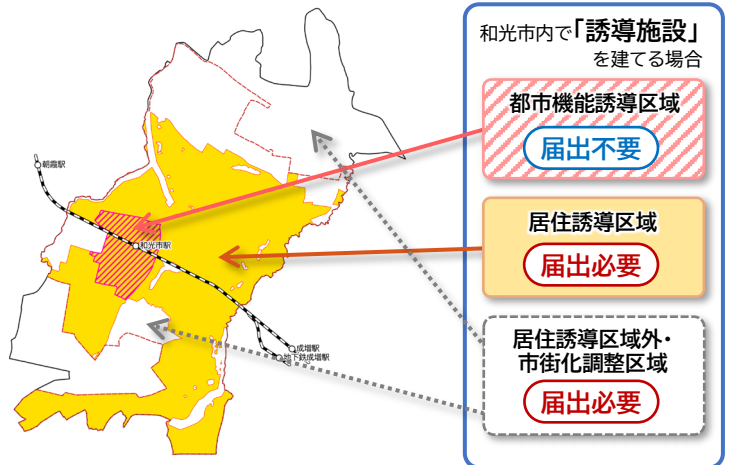 和光市内で「誘導施設」
を建てる場合
都市機能誘導区域
届出不要
居住誘導区域
届出必要
居住誘導区域外・
市街化調整区域
届出必要
朝霞駅
和光市駅
成増駅
地下鉄成増駅